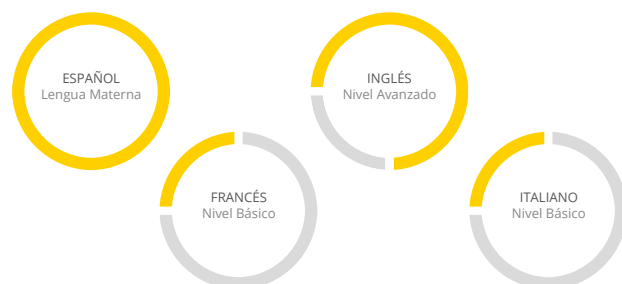 ESPAÑOL
Lengua Materna
INGLÉS
Nivel Avanzado
FRANCÉS
Nivel Básico
ITALIANO
Nivel Básico